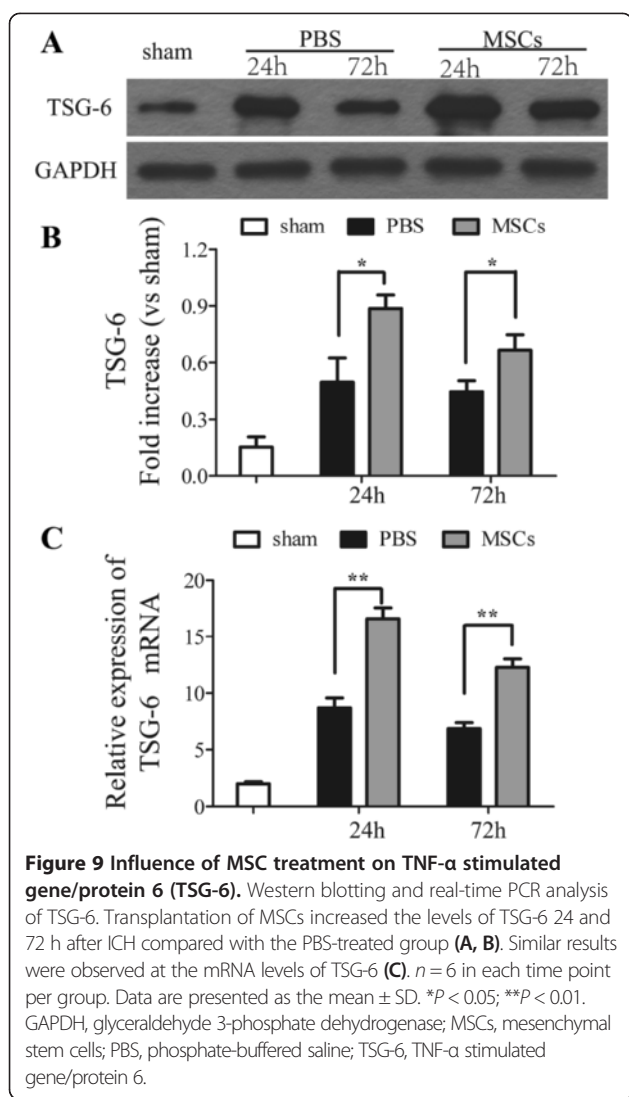 A
sham
PBS
MSCs
24h 72h 24h 72h
TSG-6
GAPDH
B
sham PBS MSCs
TSG-6
Fold increase (vs sham)
1.2
0.9
0.6
0.3
0.0
* *
24h 72h
C
sham PBS MSCs
Relative expression of
TSG-6 mRNA
20
15
10
5
0
** **
24h 72h
Figure 9 Influence of MSC treatment on TNF-α stimulated
gene/protein 6 (TSG-6). Western blotting and real-time PCR analysis
of TSG-6. Transplantation of MSCs increased the levels of TSG-6 24 and
72 h after ICH compared with the PBS-treated group (A, B). Similar results
were observed at the mRNA levels of TSG-6 (C). n = 6 in each time point
per group. Data are presented as the mean ± SD. *P < 0.05; **P < 0.01.
GAPDH, glyceraldehyde 3-phosphate dehydrogenase; MSCs, mesenchymal
stem cells; PBS, phosphate-buffered saline; TSG-6, TNF-α stimulated
gene/protein 6.